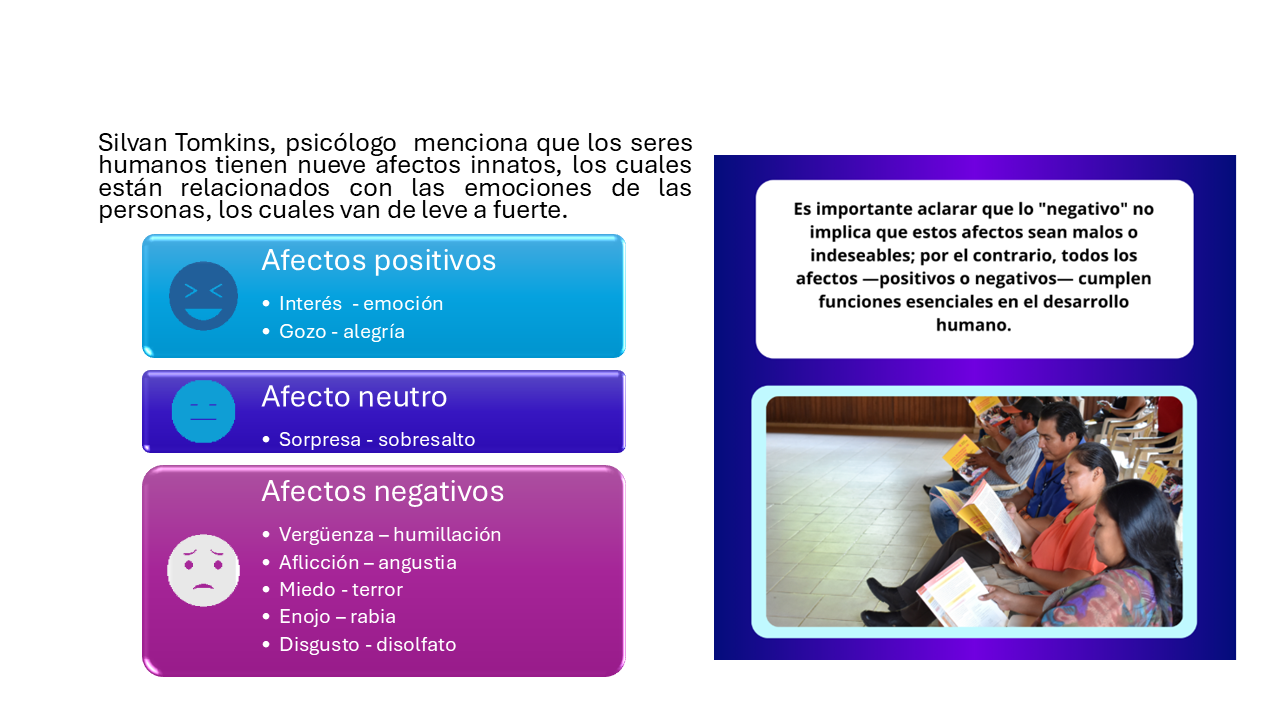 Silvan Tomkins, psicólogo  menciona que los seres
humanos tienen nueve afectos innatos, los cuales
están relacionados con las emociones de las
personas, los cuales van de leve a fuerte.
Afectos positivos
• Interés  - emoción
• Gozo - alegría
Afecto neutro
• Sorpresa - sobresalto
Afectos negativos
• Vergüenza – humillación
• Aflicción – angustia
• Miedo - terror
• Enojo – rabia
• Disgusto - disolfato
Es importante aclarar que lo "negativo" no
implica que estos afectos sean malos o
indeseables; por el contrario, todos los
afectos —positivos o negativos— cumplen
funciones esenciales en el desarrollo
humano.